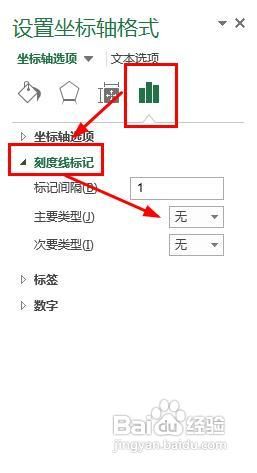 设置坐标轴格式
坐标轴选项 文本选项
坐标轴选项
刻度线标记
标记间隔(B) 1
主要类型(J) 无
次要类型(I) 无
标签
数字
Baidu经验
jingyan.baidu.com